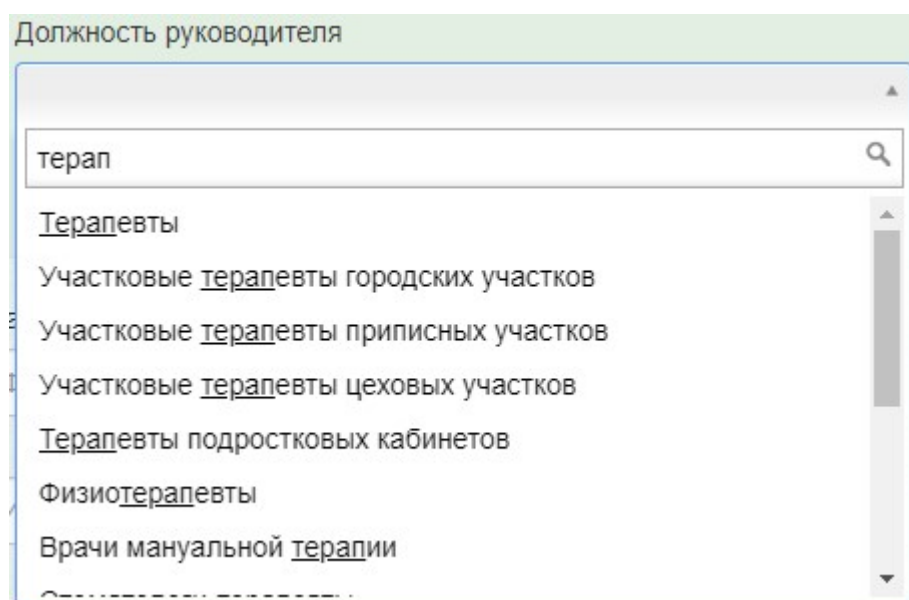 Должность руководителя
терап
Терапевты
Участковые терапевты городских участков
Участковые терапевты приписных участков
Участковые терапевты цеховых участков
Терапевты подростковых кабинетов
Физиотерапевты
Врачи мануальной терапии